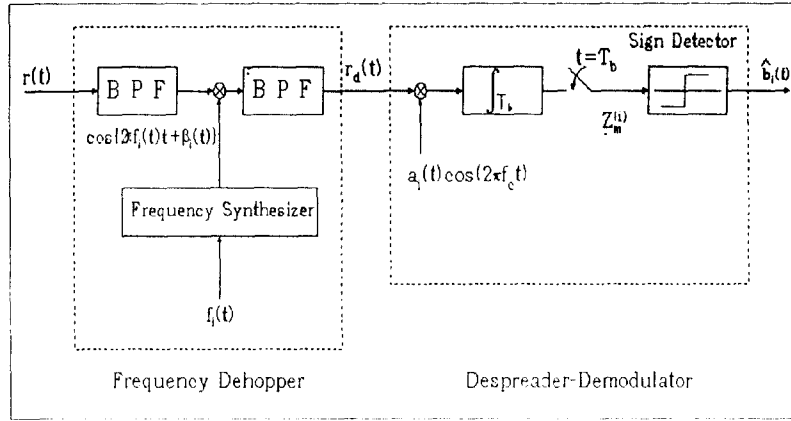 Sign Detector
r(t)
B P F
B P F
r_d(t)
∫T_b
t=T_b
Z_m^(i)
b̂_i(t)
cos{2πf_i(t)t+β_i(t)}
a_i(t)cos(2πf_c t)
Frequency Synthesizer
f_i(t)
Frequency Dehopper
Despreader-Demodulator